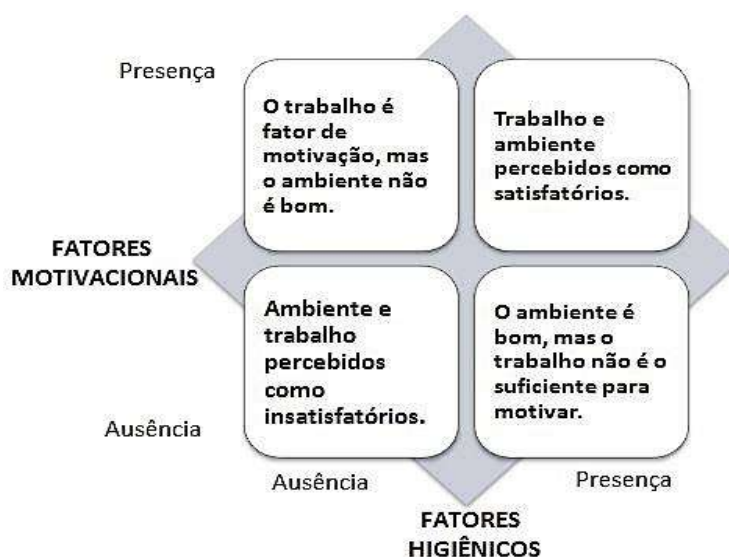 Presença
O trabalho é
fator de
motivação, mas
o ambiente não
é bom.
Trabalho e
ambiente
percebidos como
satisfatórios.
FATORES
MOTIVACIONAIS
Ambiente e
trabalho
percebidos
como
insatisfatórios.
O ambiente é
bom, mas o
trabalho não é o
suficiente para
motivar.
Ausência
Ausência
Presença
FATORES
HIGIÊNICOS